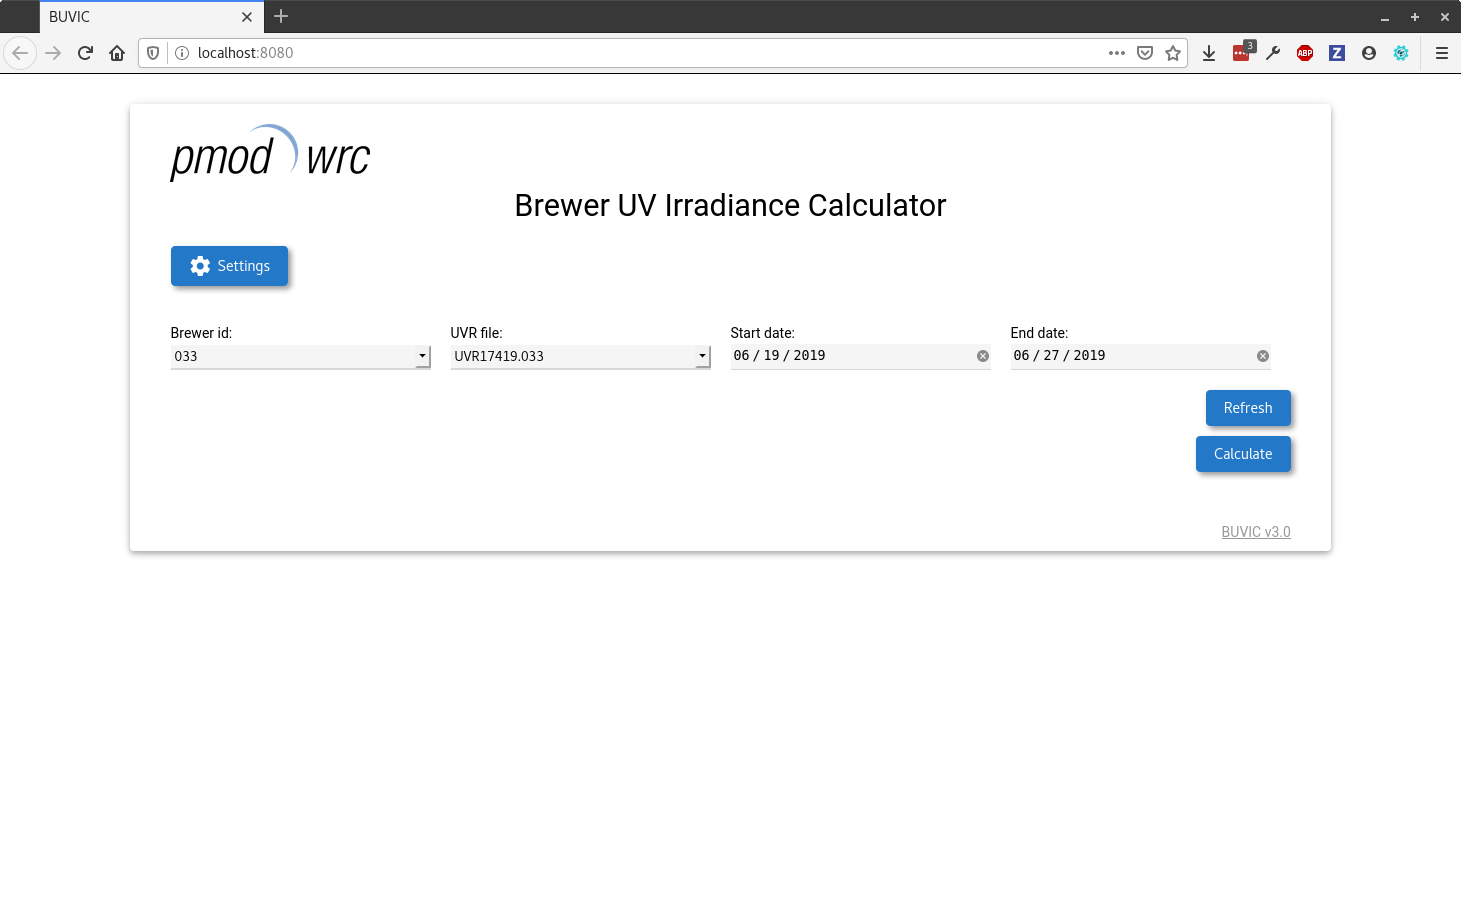 BUVIC
localhost:8080
3
ABP
Z
pmod wrc
Brewer UV Irradiance Calculator
Settings
Brewer id: UVR file: Start date: End date:
033 UVR17419.033 06 / 19 / 2019 06 / 27 / 2019
Refresh
Calculate
BUVIC v3.0